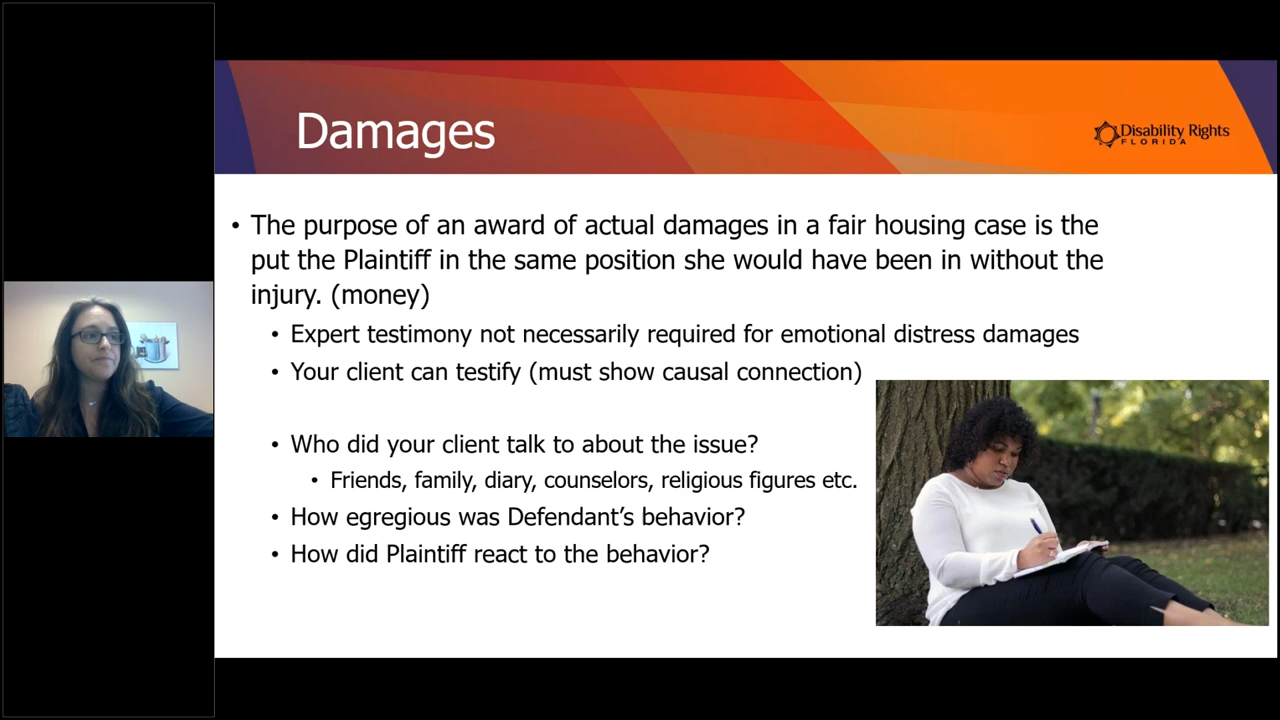 Damages
Disability Rights
FLORIDA
• The purpose of an award of actual damages in a fair housing case is the
put the Plaintiff in the same position she would have been in without the
injury. (money)
• Expert testimony not necessarily required for emotional distress damages
• Your client can testify (must show causal connection)
• Who did your client talk to about the issue?
• Friends, family, diary, counselors, religious figures etc.
• How egregious was Defendant’s behavior?
• How did Plaintiff react to the behavior?